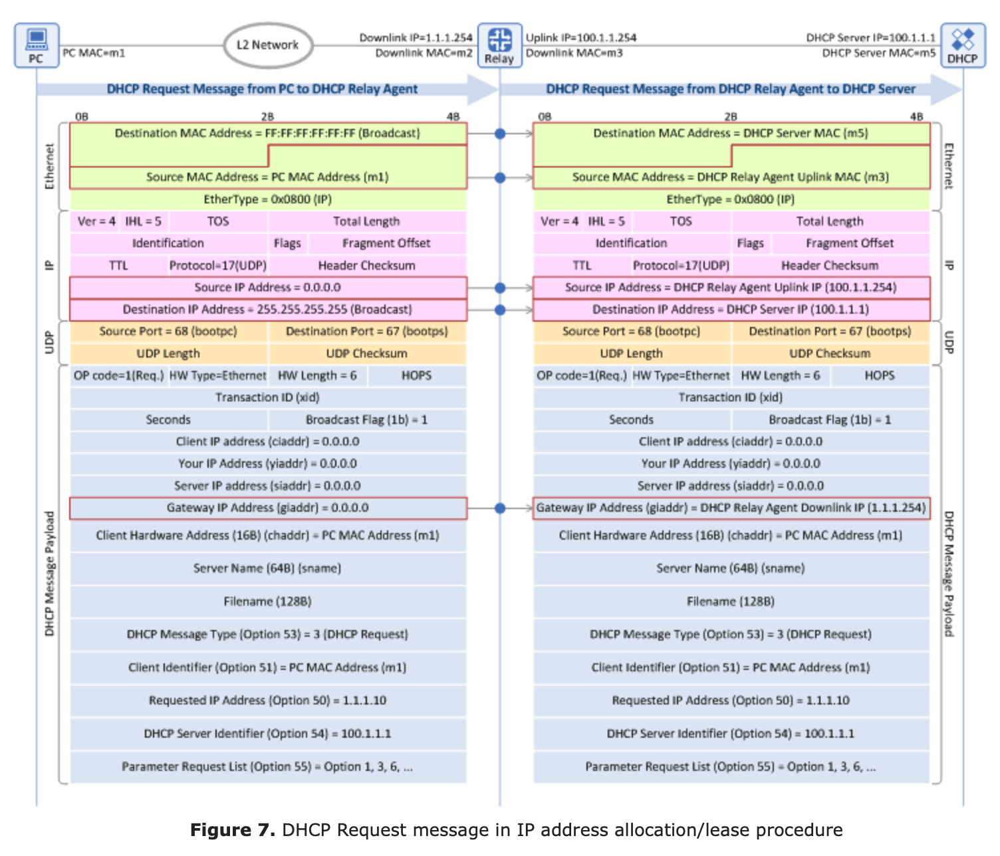 PC
PC MAC=m1
L2 Network
Downlink IP=1.1.1.254
Downlink MAC=m2
Relay
Uplink IP=100.1.1.254
Downlink MAC=m3
DHCP Server IP=100.1.1.1
DHCP Server MAC=m5
DHCP
DHCP Request Message from PC to DHCP Relay Agent
DHCP Request Message from DHCP Relay Agent to DHCP Server
0B 2B 4B
Ethernet
Destination MAC Address = FF:FF:FF:FF:FF:FF (Broadcast)
Source MAC Address = PC MAC Address (m1)
EtherType = 0x0800 (IP)
IP
Ver = 4 IHL = 5 TOS Total Length
Identification Flags Fragment Offset
TTL Protocol=17(UDP) Header Checksum
Source IP Address = 0.0.0.0
Destination IP Address = 255.255.255.255 (Broadcast)
UDP
Source Port = 68 (bootpc) Destination Port = 67 (bootps)
UDP Length UDP Checksum
DHCP Message Payload
OP code=1(Req.) HW Type=Ethernet HW Length = 6 HOPS
Transaction ID (xid)
Seconds Broadcast Flag (1b) = 1
Client IP address (ciaddr) = 0.0.0.0
Your IP Address (yiaddr) = 0.0.0.0
Server IP address (siaddr) = 0.0.0.0
Gateway IP Address (giaddr) = 0.0.0.0
Client Hardware Address (16B) (chaddr) = PC MAC Address (m1)
Server Name (64B) (sname)
Filename (128B)
DHCP Message Type (Option 53) = 3 (DHCP Request)
Client Identifier (Option 51) = PC MAC Address (m1)
Requested IP Address (Option 50) = 1.1.1.10
DHCP Server Identifier (Option 54) = 100.1.1.1
Parameter Request List (Option 55) = Option 1, 3, 6, ...
0B 2B 4B
Ethernet
Destination MAC Address = DHCP Server MAC (m5)
Source MAC Address = DHCP Relay Agent Uplink MAC (m3)
EtherType = 0x0800 (IP)
IP
Ver = 4 IHL = 5 TOS Total Length
Identification Flags Fragment Offset
TTL Protocol=17(UDP) Header Checksum
Source IP Address = DHCP Relay Agent Uplink IP (100.1.1.254)
Destination IP Address = DHCP Server IP (100.1.1.1)
UDP
Source Port = 68 (bootpc) Destination Port = 67 (bootps)
UDP Length UDP Checksum
DHCP Message Payload
OP code=1(Req.) HW Type=Ethernet HW Length = 6 HOPS
Transaction ID (xid)
Seconds Broadcast Flag (1b) = 1
Client IP address (ciaddr) = 0.0.0.0
Your IP Address (yiaddr) = 0.0.0.0
Server IP address (siaddr) = 0.0.0.0
Gateway IP Address (giaddr) = DHCP Relay Agent Downlink IP (1.1.1.254)
Client Hardware Address (16B) (chaddr) = PC MAC Address (m1)
Server Name (64B) (sname)
Filename (128B)
DHCP Message Type (Option 53) = 3 (DHCP Request)
Client Identifier (Option 51) = PC MAC Address (m1)
Requested IP Address (Option 50) = 1.1.1.10
DHCP Server Identifier (Option 54) = 100.1.1.1
Parameter Request List (Option 55) = Option 1, 3, 6, ...
Figure 7. DHCP Request message in IP address allocation/lease procedure